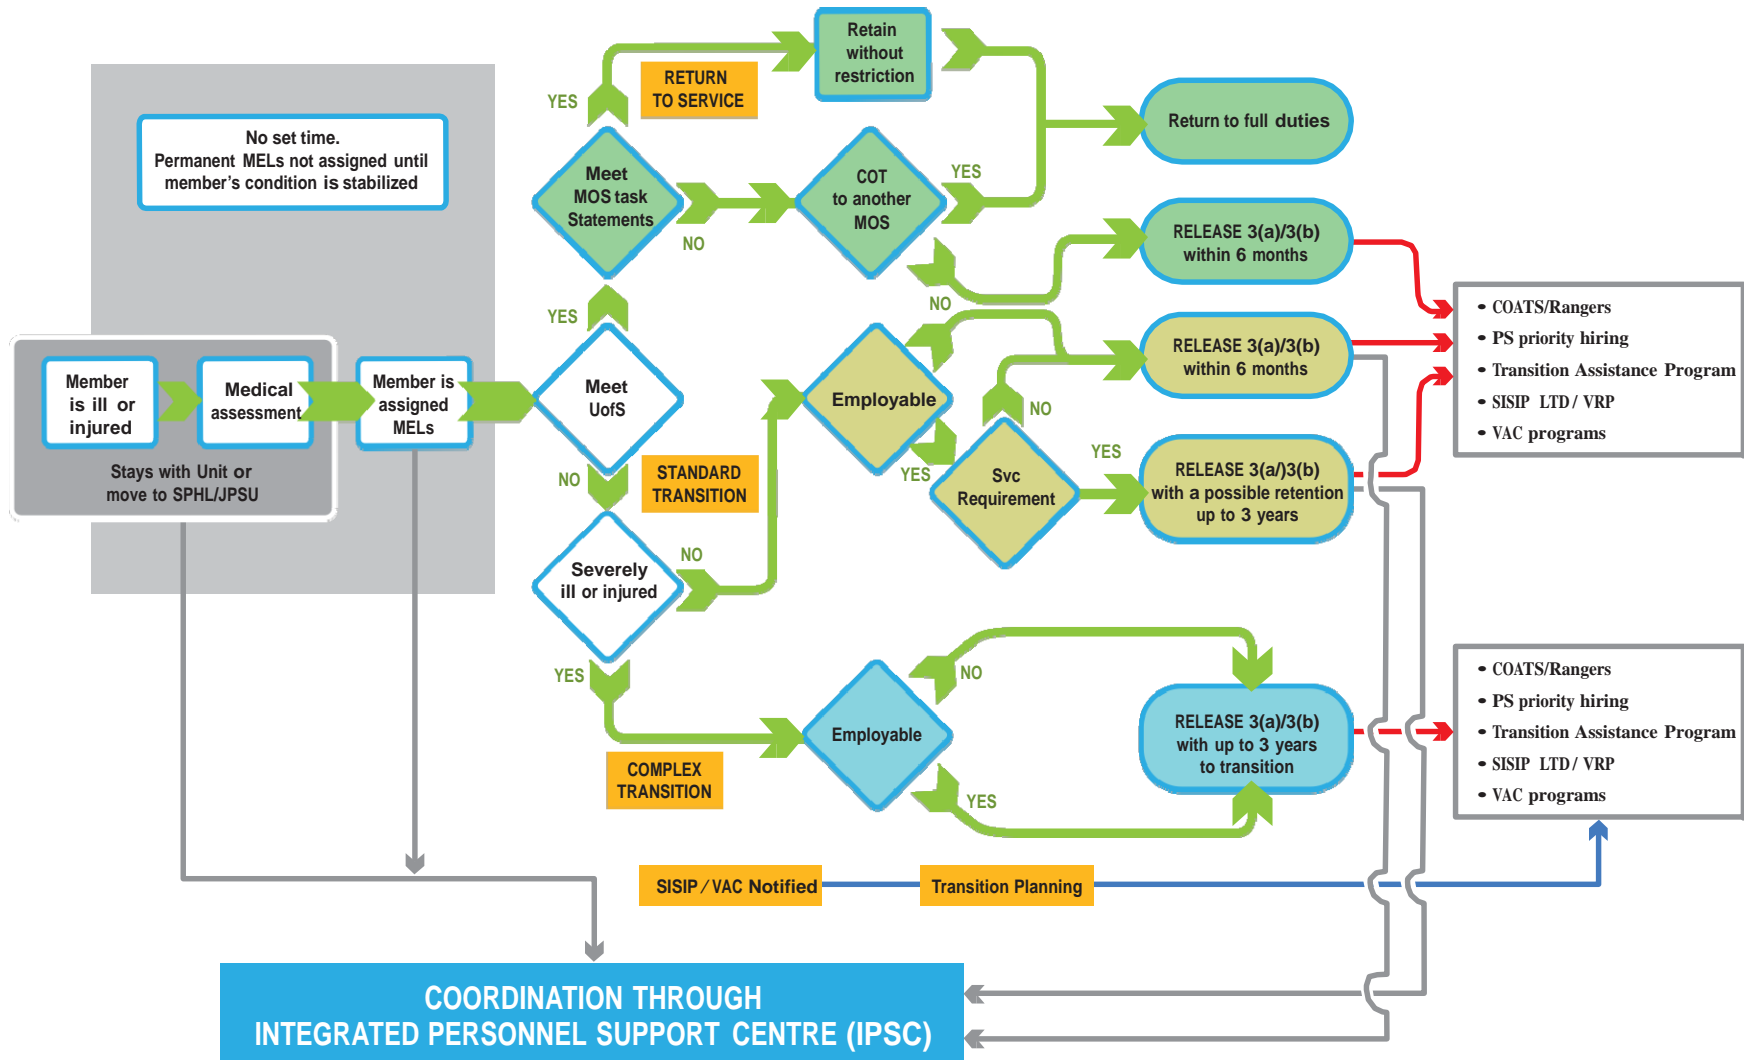 No set time.
Permanent MELs not assigned until
member's condition is stabilized
Member
is ill or
injured
Medical
assessment
Member is
assigned
MELs
Stays with Unit or
move to SPHL/JPSU
Meet
UofS
YES
NO
Meet
MOS task
Statements
YES
NO
RETURN
TO SERVICE
Retain
without
restriction
COT
to another
MOS
YES
NO
Return to full duties
RELEASE 3(a)/3(b)
within 6 months
Severely
ill or injured
NO
YES
STANDARD
TRANSITION
Employable
NO
YES
Svc
Requirement
NO
YES
RELEASE 3(a)/3(b)
within 6 months
RELEASE 3(a/)3(b)
with a possible retention
up to 3 years
• COATS/Rangers
• PS priority hiring
• Transition Assistance Program
• SISIP LTD / VRP
• VAC programs
COMPLEX
TRANSITION
Employable
NO
YES
RELEASE 3(a)/3(b)
with up to 3 years
to transition
• COATS/Rangers
• PS priority hiring
• Transition Assistance Program
• SISIP LTD / VRP
• VAC programs
SISIP / VAC Notified
Transition Planning
COORDINATION THROUGH
INTEGRATED PERSONNEL SUPPORT CENTRE (IPSC)